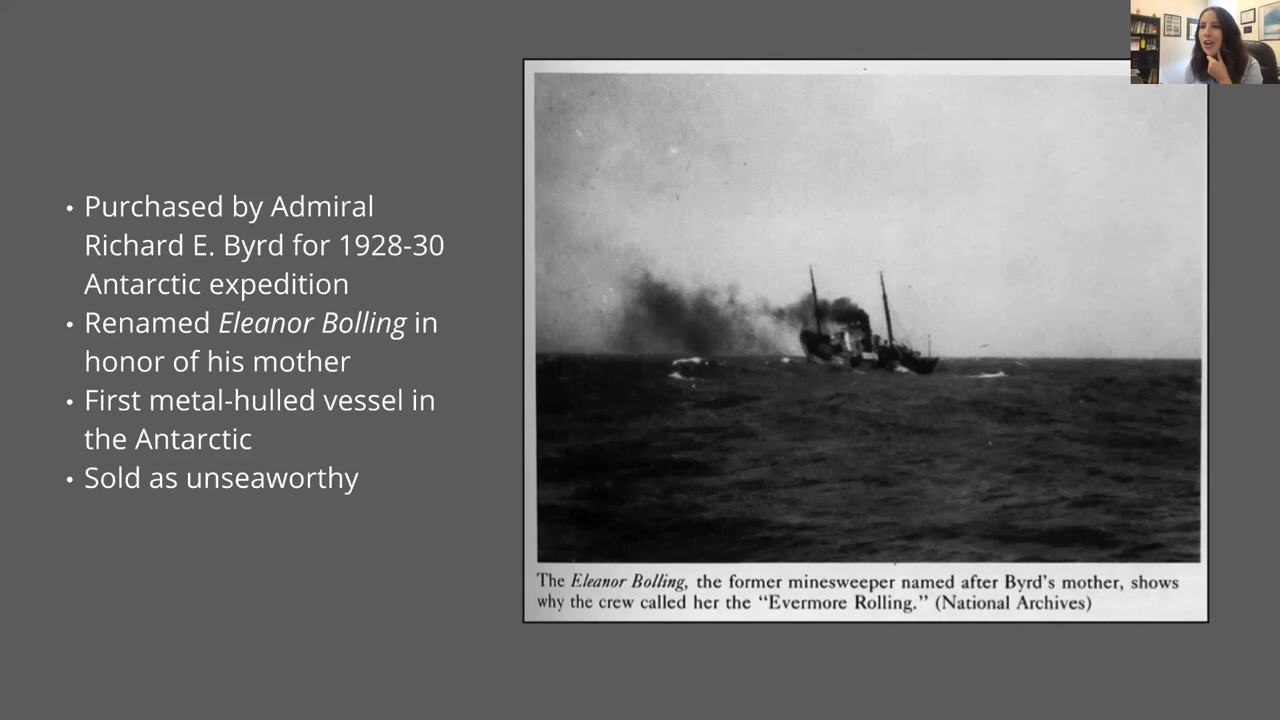 • Purchased by Admiral
Richard E. Byrd for 1928-30
Antarctic expedition
• Renamed Eleanor Bolling in
honor of his mother
• First metal-hulled vessel in
the Antarctic
• Sold as unseaworthy
The Eleanor Bolling, the former minesweeper named after Byrd's mother, shows
why the crew called her the “Evermore Rolling.” (National Archives)